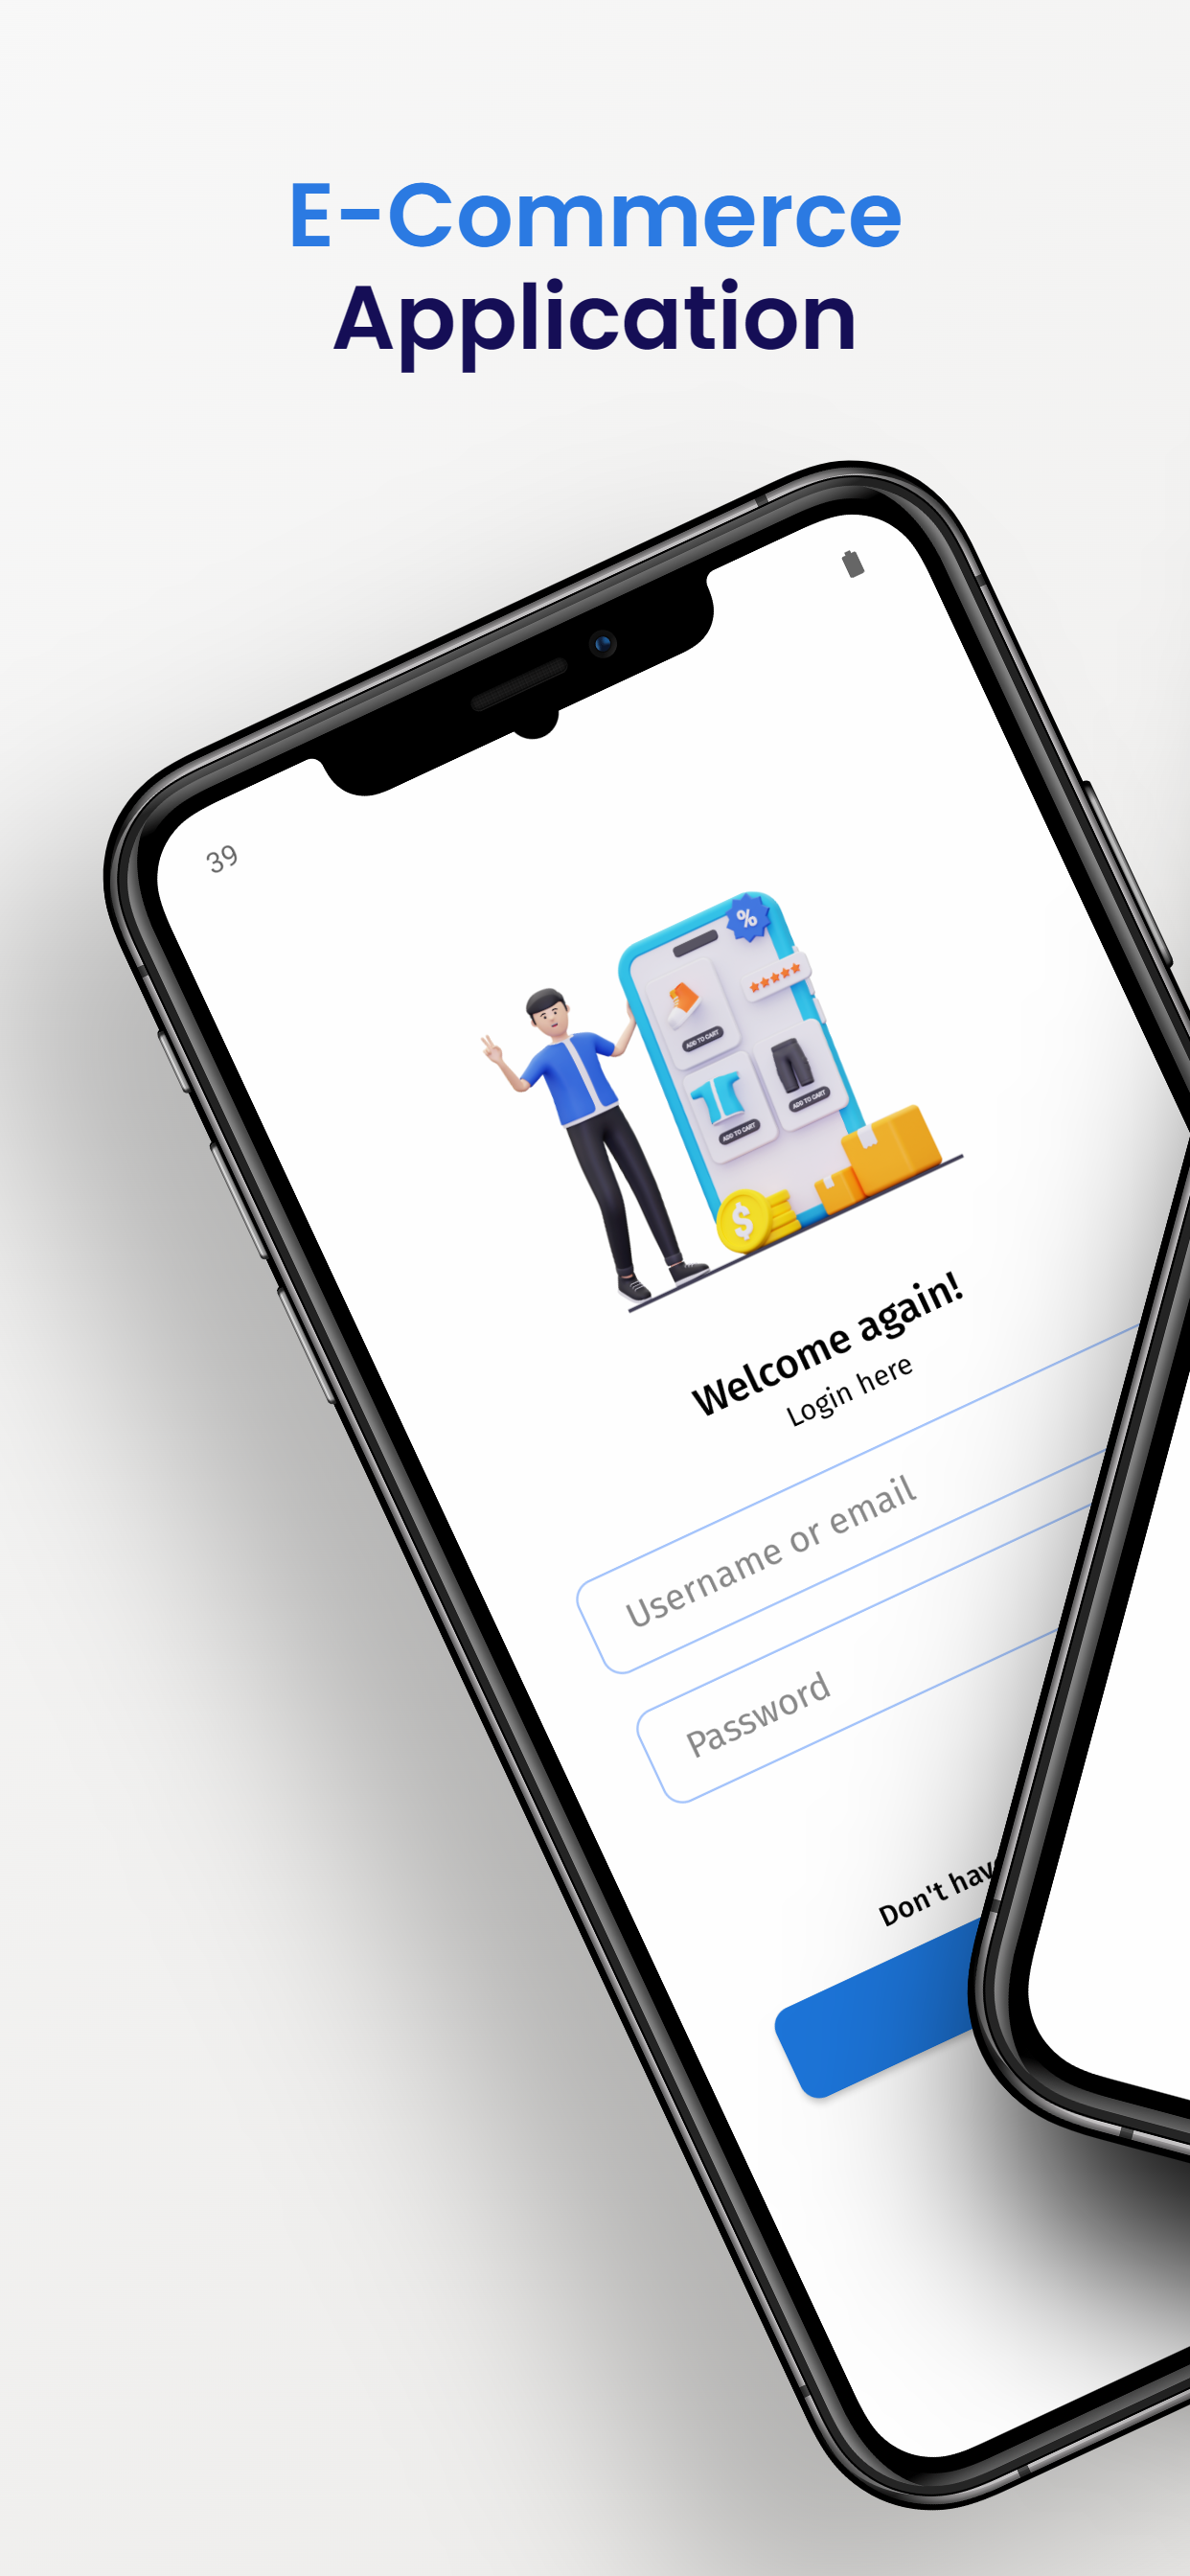 E-Commerce
Application
39
%
ADD TO CART
ADD TO CART
ADD TO CART
$
Welcome again!
Login here
Username or email
Password
Don't have